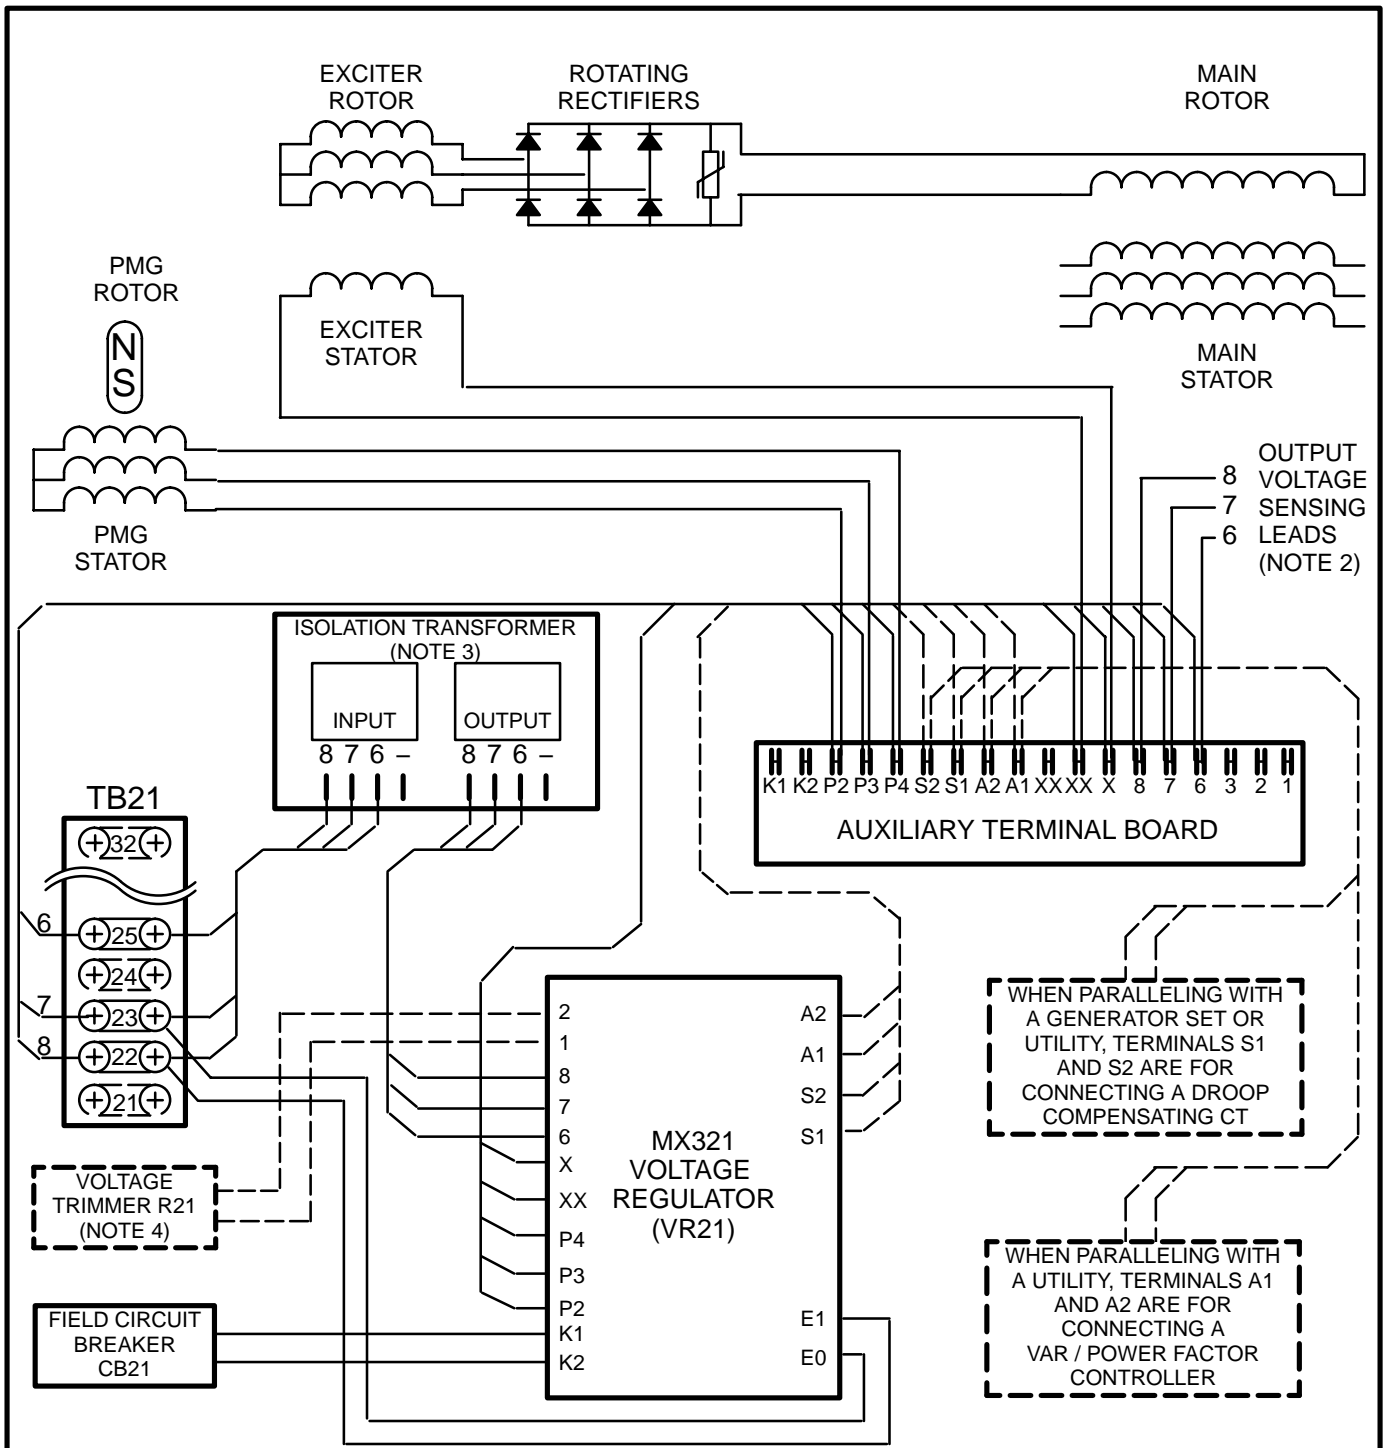 EXCITER
ROTOR
ROTATING
RECTIFIERS
MAIN
ROTOR
PMG
ROTOR
N
S
EXCITER
STATOR
MAIN
STATOR
PMG
STATOR
8
7
6
OUTPUT
VOLTAGE
SENSING
LEADS
(NOTE 2)
ISOLATION TRANSFORMER
(NOTE 3)
INPUT
OUTPUT
8 7 6 –
8 7 6 –
K1 K2 P2 P3 P4 S2 S1 A2 A1 XX XX X 8 7 6 3 2 1
AUXILIARY TERMINAL BOARD
TB21
32
6
25
24
7
23
8
22
21
VOLTAGE
TRIMMER R21
(NOTE 4)
FIELD CIRCUIT
BREAKER
CB21
2
1
8
7
6
X
XX
P4
P3
P2
K1
K2
MX321
VOLTAGE
REGULATOR
(VR21)
A2
A1
S2
S1
E1
E0
WHEN PARALLELING WITH
A GENERATOR SET OR
UTILITY, TERMINALS S1
AND S2 ARE FOR
CONNECTING A DROOP
COMPENSATING CT
WHEN PARALLELING WITH
A UTILITY, TERMINALS A1
AND A2 ARE FOR
CONNECTING A
VAR / POWER FACTOR
CONTROLLER